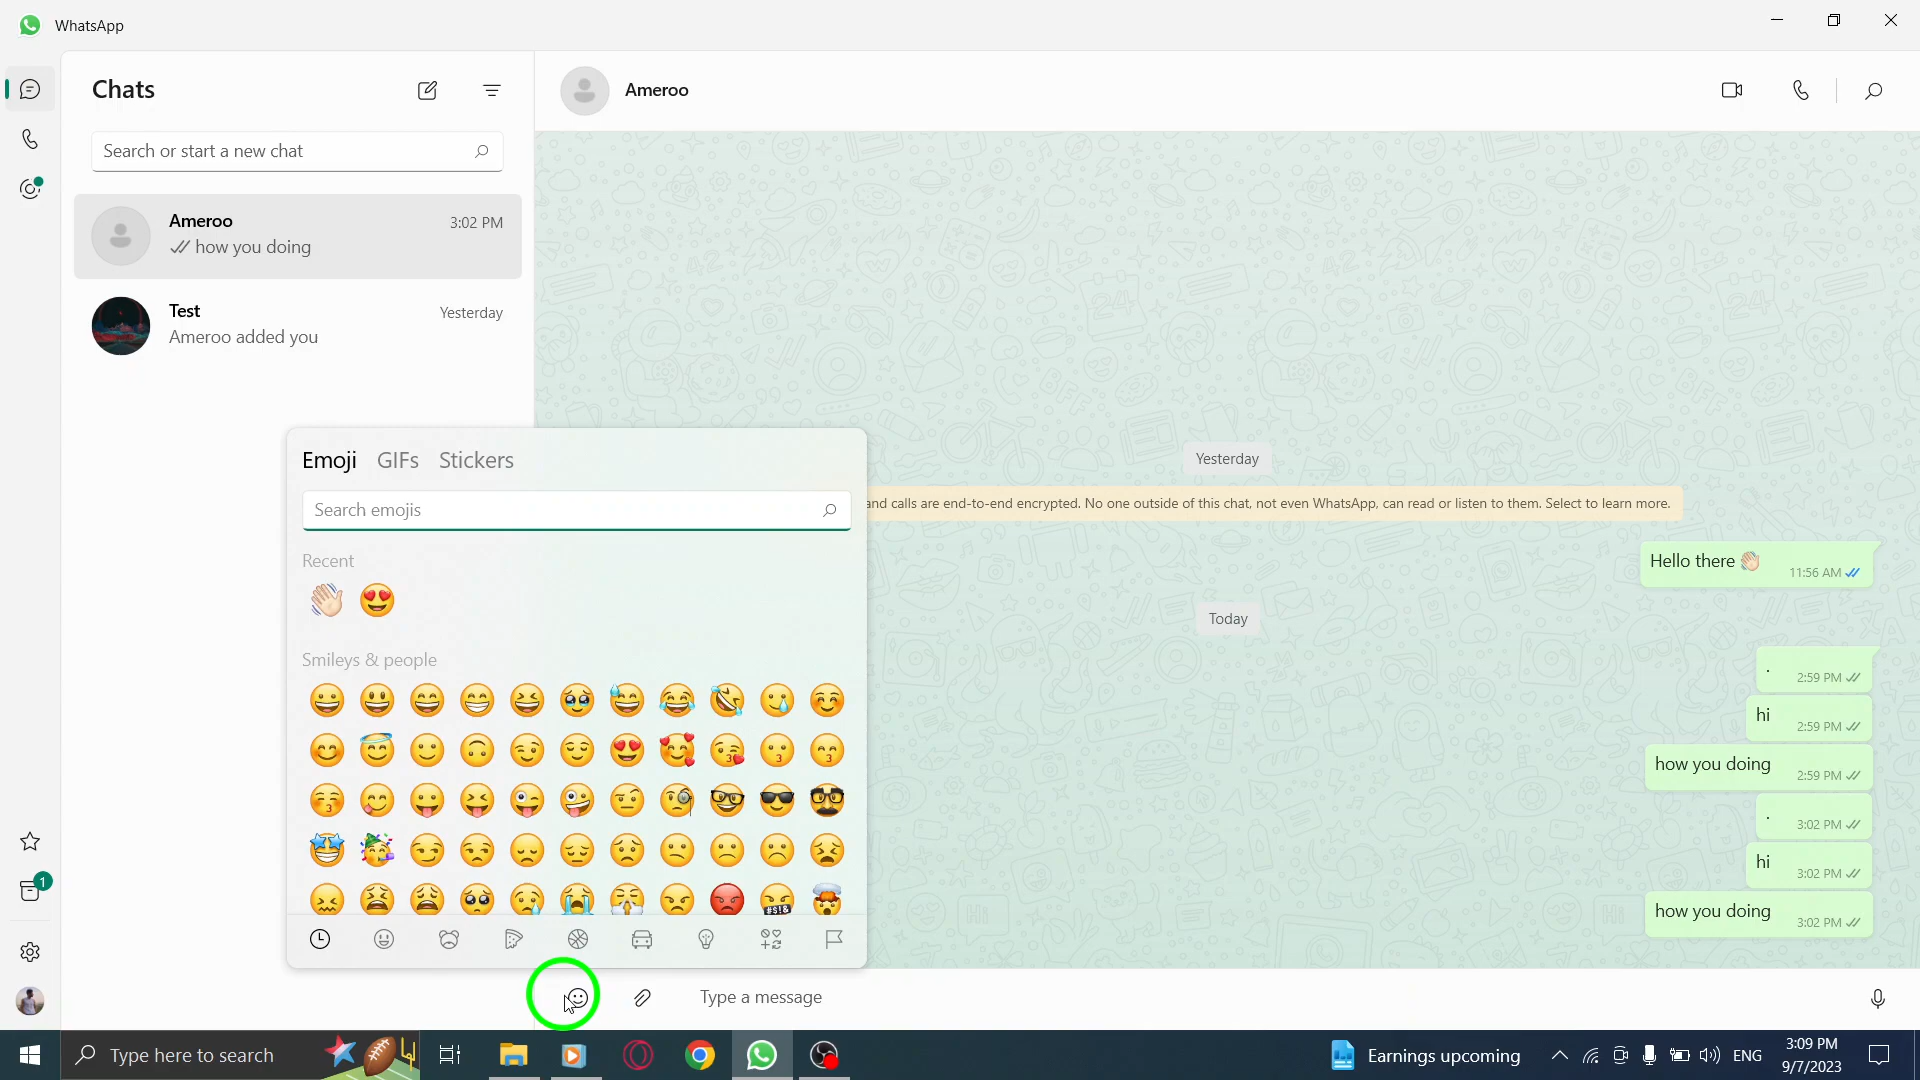 WhatsApp
Chats
Search or start a new chat
Ameroo
3:02 PM
how you doing
Test
Yesterday
Ameroo added you
Ameroo
Emoji GIFs Stickers
Search emojis
Recent
Smileys & people
Yesterday
and calls are end-to-end encrypted. No one outside of this chat, not even WhatsApp, can read or listen to them. Select to learn more.
Hello there 👋🏻
11:56 AM
Today
.
2:59 PM
hi
2:59 PM
how you doing
2:59 PM
.
3:02 PM
hi
3:02 PM
how you doing
3:02 PM
1
Type a message
Type here to search
Earnings upcoming
ENG
3:09 PM
9/7/2023